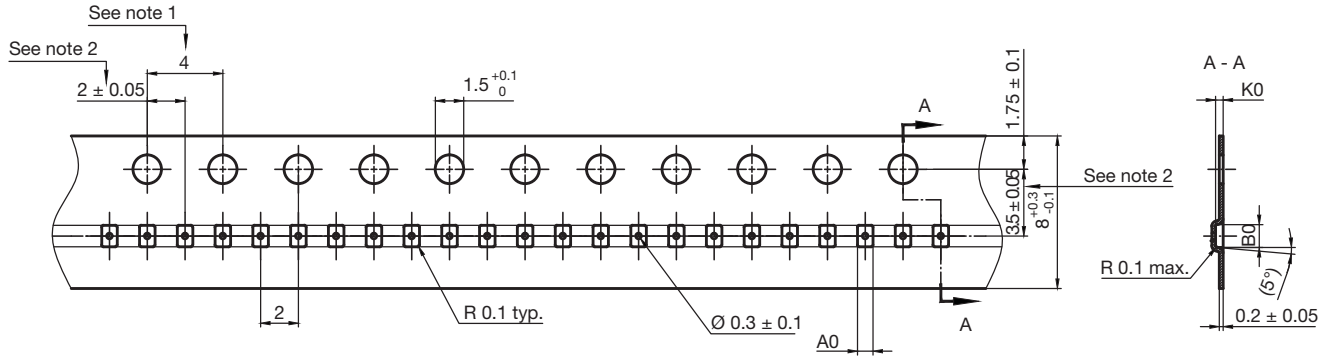 See note 1
See note 2
4
2 ± 0.05
1.5 +0.1 0
A
1.75 ± 0.1
A - A
K0
3.5 ± 0.05
8 +0.3 -0.1
See note 2
B0
R 0.1 max.
(5°)
2
R 0.1 typ.
Ø 0.3 ± 0.1
A0
A
0.2 ± 0.05